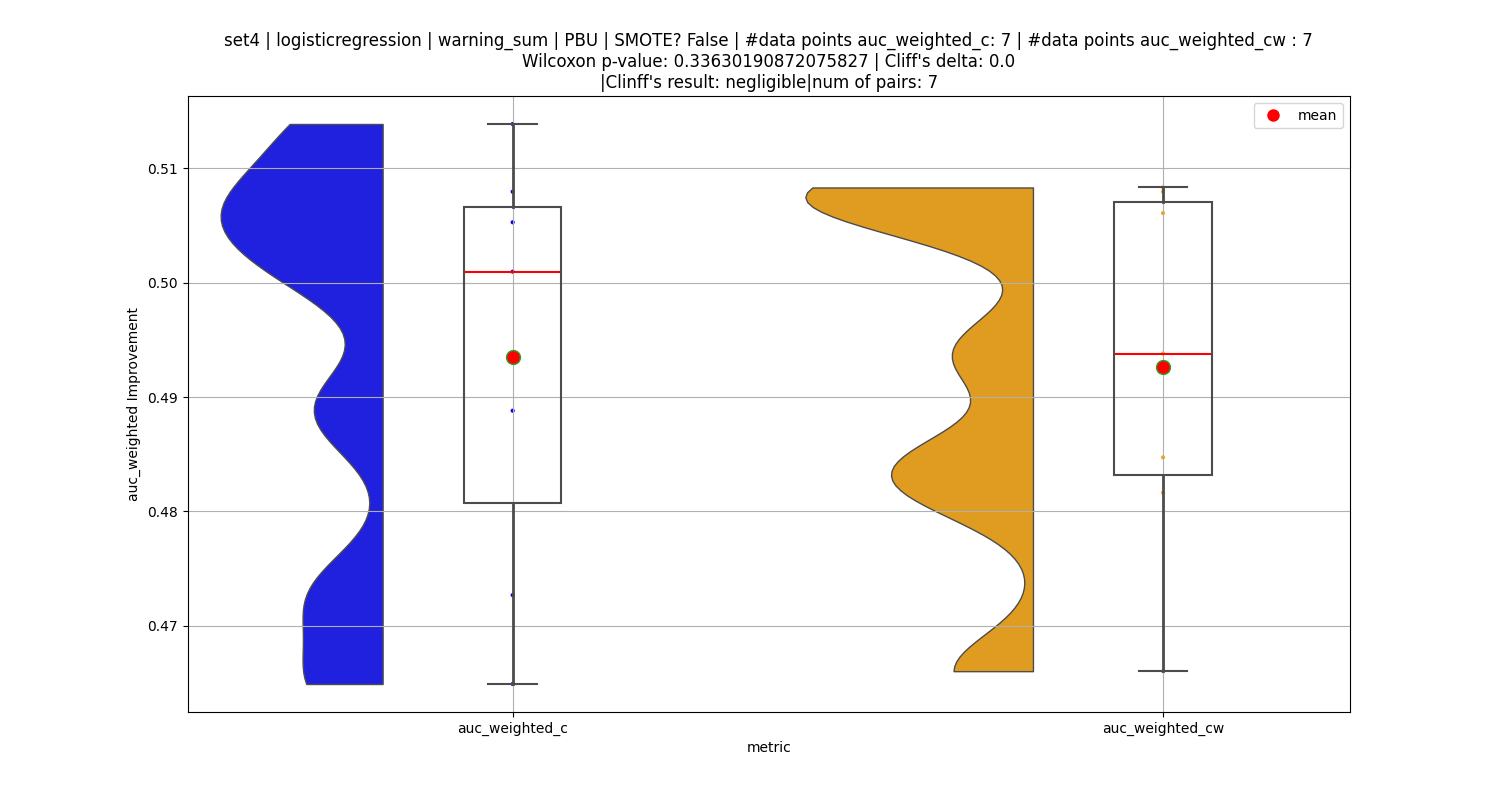 set4 | logisticregression | warning_sum | PBU | SMOTE? False | #data points auc_weighted_c: 7 | #data points auc_weighted_cw : 7
Wilcoxon p-value: 0.33630190872075827 | Cliff's delta: 0.0
|Clinff's result: negligible|num of pairs: 7
mean
0.51
0.50
0.49
0.48
0.47
auc_weighted Improvement
auc_weighted_c
auc_weighted_cw
metric